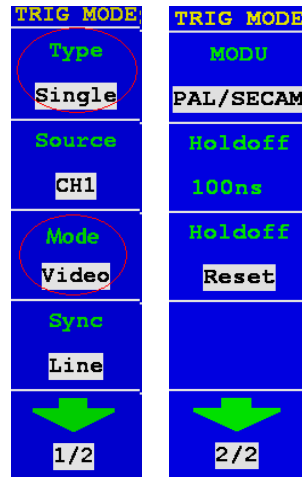 TRIG MODE
Type
Single
Source
CH1
Mode
Video
Sync
Line
1/2
TRIG MODE
MODU
PAL/SECAM
Holdoff
100ns
Holdoff
Reset
2/2